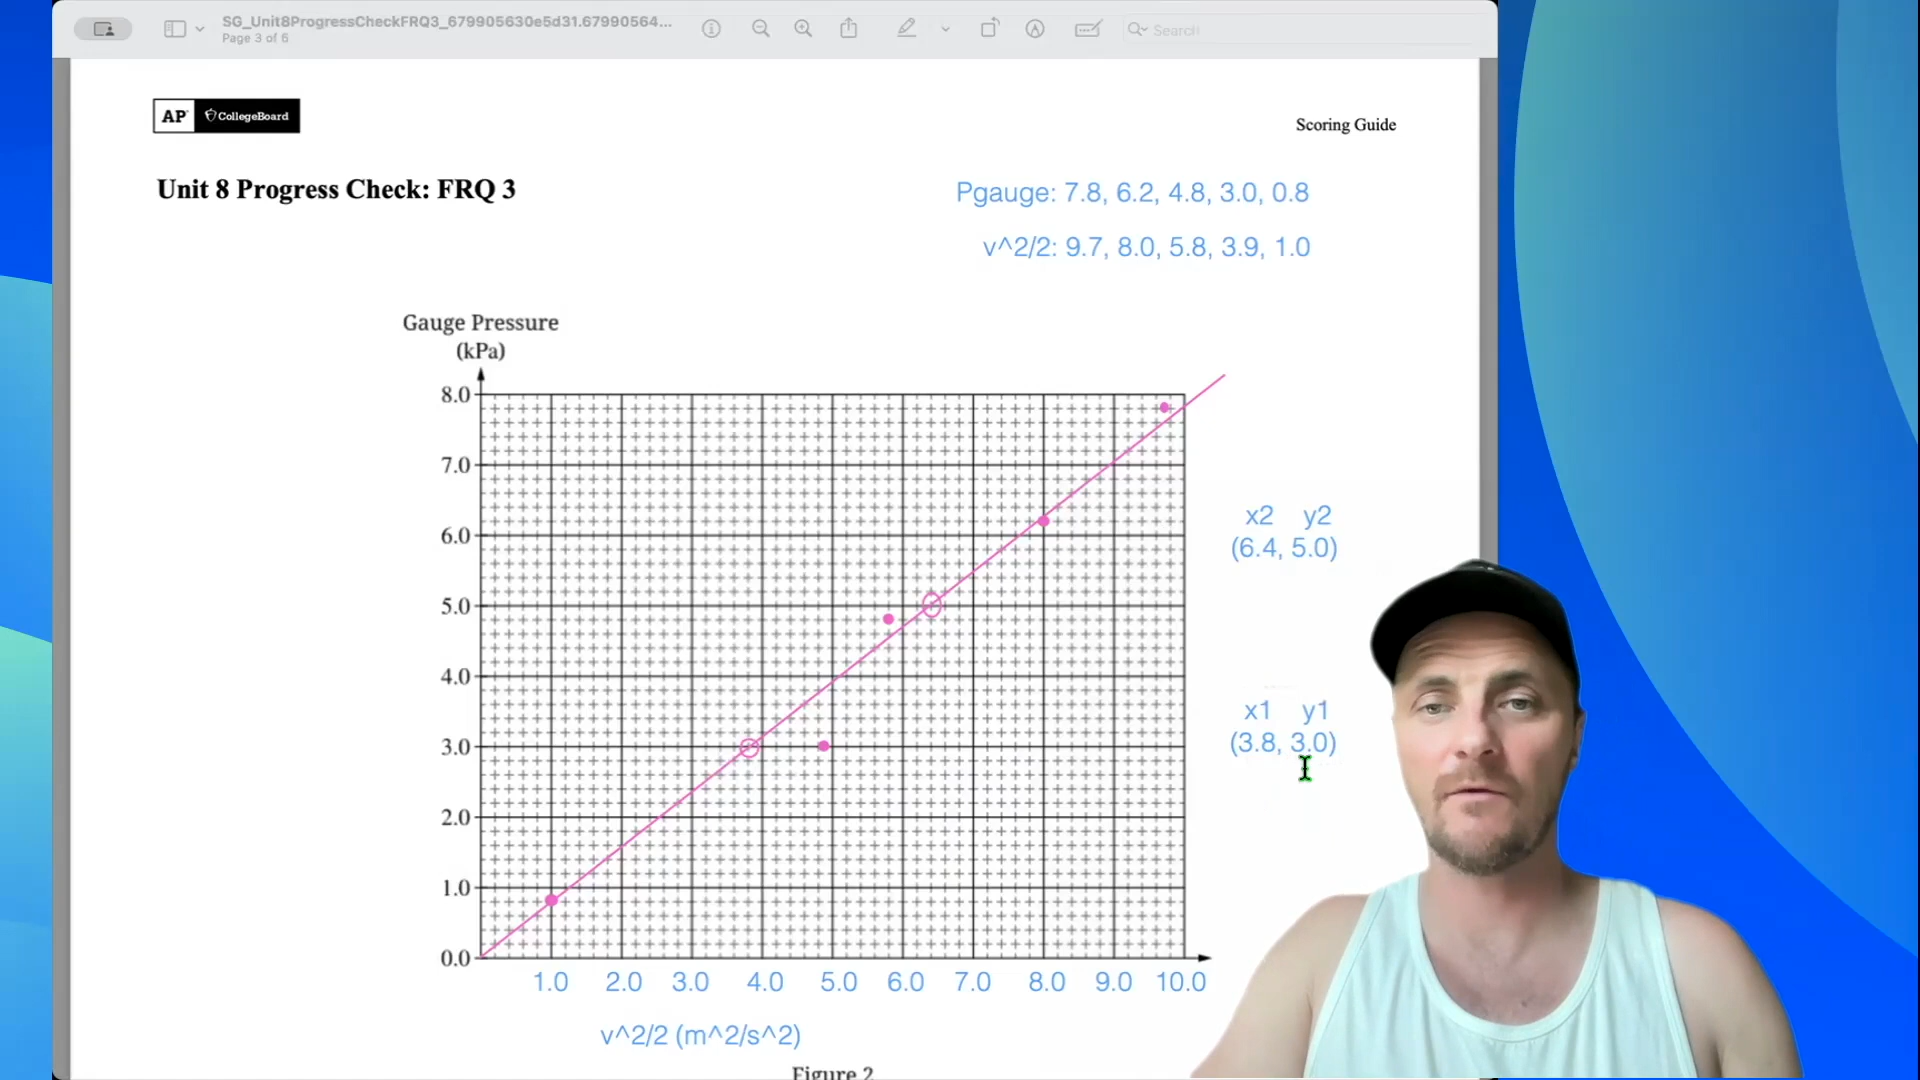 SG_Unit8ProgressCheckFRQ3_679905630e5d31.67990564...
Page 3 of 6
Search
AP CollegeBoard
Scoring Guide
Unit 8 Progress Check: FRQ 3
Pgauge: 7.8, 6.2, 4.8, 3.0, 0.8
v^2/2: 9.7, 8.0, 5.8, 3.9, 1.0
Gauge Pressure
(kPa)
8.0
7.0
6.0
5.0
4.0
3.0
2.0
1.0
0.0
x2 y2
(6.4, 5.0)
x1 y1
(3.8, 3.0)
1.0 2.0 3.0 4.0 5.0 6.0 7.0 8.0 9.0 10.0
v^2/2 (m^2/s^2)
Figure 2